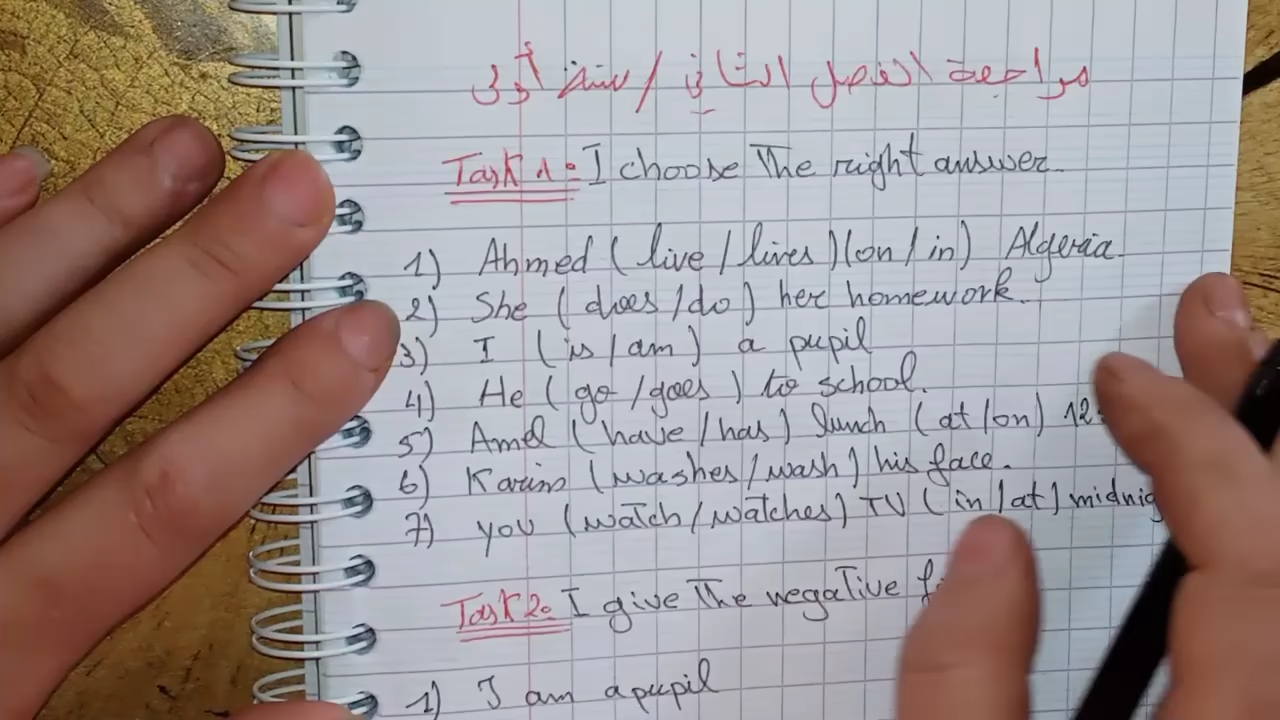 مراجعة الفصل الثاني / سنة أولى
Task 1: I choose The right answer.
1) Ahmed ( live / lives ) (on / in) Algeria.
2) She ( does / do ) her homework.
3) I ( is / am ) a pupil
4) He ( go / goes ) to school.
5) Amel ( have / has ) lunch ( at / on ) 12:
6) Karim ( washes / wash ) his face.
7) you (watch / watches) TV ( in / at ) midnig
Task 2: I give The negative f
1) I am a pupil